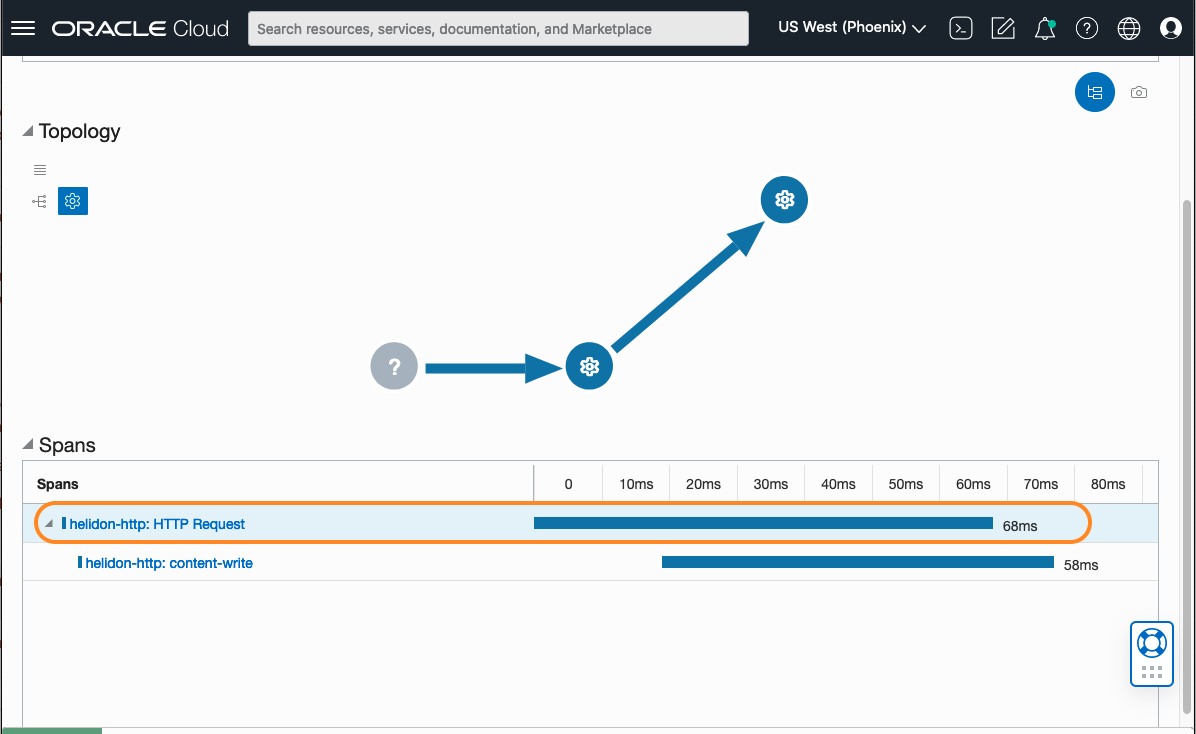 ORACLE Cloud
Search resources, services, documentation, and Marketplace
US West (Phoenix)
Topology
?
Spans
Spans 0 10ms 20ms 30ms 40ms 50ms 60ms 70ms 80ms
helidon-http: HTTP Request 68ms
helidon-http: content-write 58ms